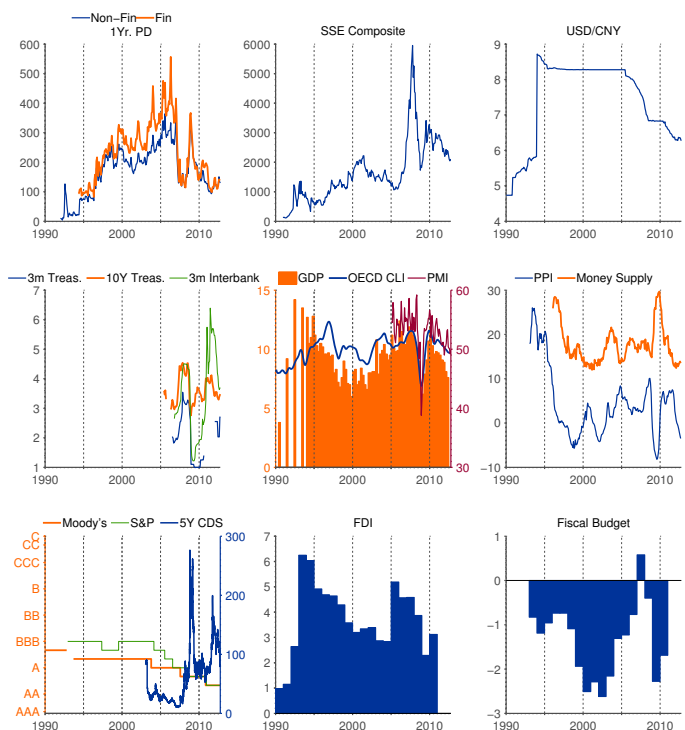 Non−Fin Fin
1Yr. PD
SSE Composite
USD/CNY
600
500
400
300
200
100
0
1990 2000 2010
6000
5000
4000
3000
2000
1000
0
1990 2000 2010
9
8
7
6
5
4
1990 2000 2010
3m Treas. 10Y Treas. 3m Interbank
GDP OECD CLI PMI
PPI Money Supply
7
6
5
4
3
2
1
1990 2000 2010
15
10
5
0
60
50
40
30
1990 2000 2010
30
20
10
0
−10
1990 2000 2010
Moody's S&P 5Y CDS
FDI
Fiscal Budget
C
CC
CCC
B
BB
BBB
A
AA
AAA
300
200
100
0
1990 2000 2010
7
6
5
4
3
2
1
0
1990 2000 2010
1
0
−1
−2
−3
1990 2000 2010